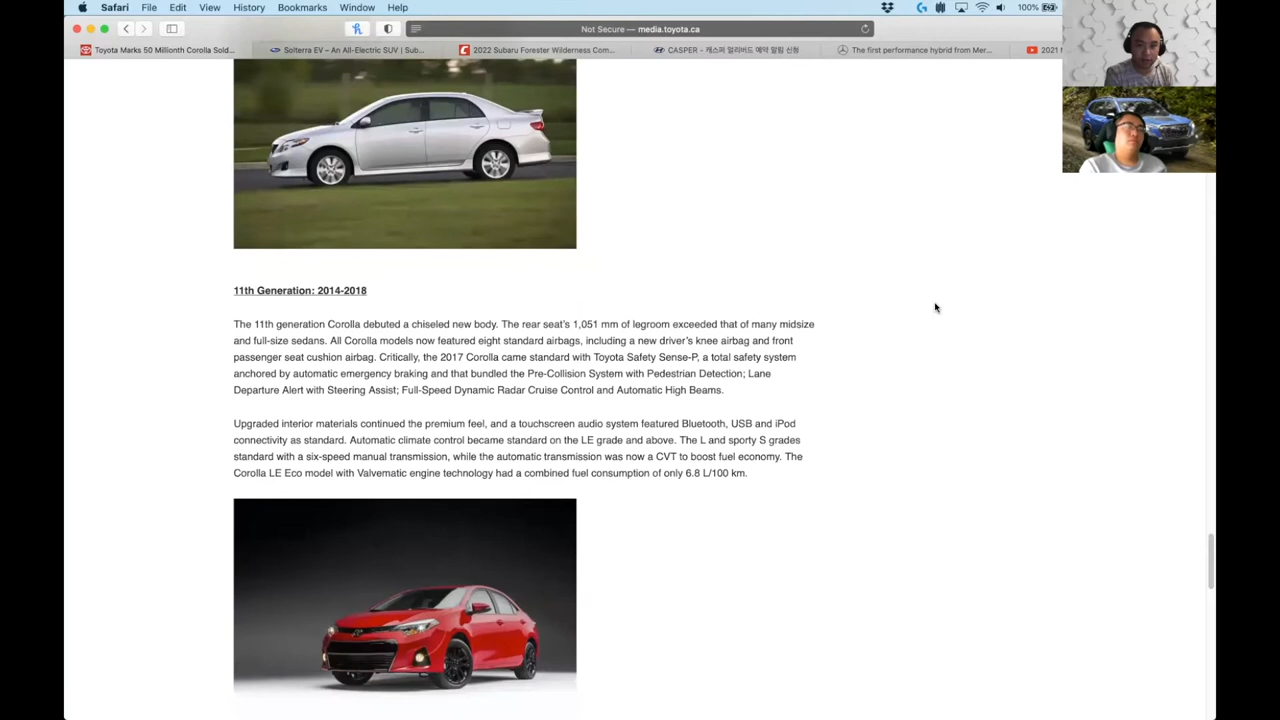 Safari File Edit View History Bookmarks Window Help 100%
Not Secure — media.toyota.ca
Toyota Marks 50 Millionth Corolla Sold...
Solterra EV – An All-Electric SUV | Sub...
2022 Subaru Forester Wilderness Com...
CASPER - 캐스퍼 얼리버드 예약 알림 신청
The first performance hybrid from Mer...
2021 M
11th Generation: 2014-2018
The 11th generation Corolla debuted a chiseled new body. The rear seat's 1,051 mm of legroom exceeded that of many midsize
and full-size sedans. All Corolla models now featured eight standard airbags, including a new driver's knee airbag and front
passenger seat cushion airbag. Critically, the 2017 Corolla came standard with Toyota Safety Sense-P, a total safety system
anchored by automatic emergency braking and that bundled the Pre-Collision System with Pedestrian Detection; Lane
Departure Alert with Steering Assist; Full-Speed Dynamic Radar Cruise Control and Automatic High Beams.
Upgraded interior materials continued the premium feel, and a touchscreen audio system featured Bluetooth, USB and iPod
connectivity as standard. Automatic climate control became standard on the LE grade and above. The L and sporty S grades
standard with a six-speed manual transmission, while the automatic transmission was now a CVT to boost fuel economy. The
Corolla LE Eco model with Valvematic engine technology had a combined fuel consumption of only 6.8 L/100 km.